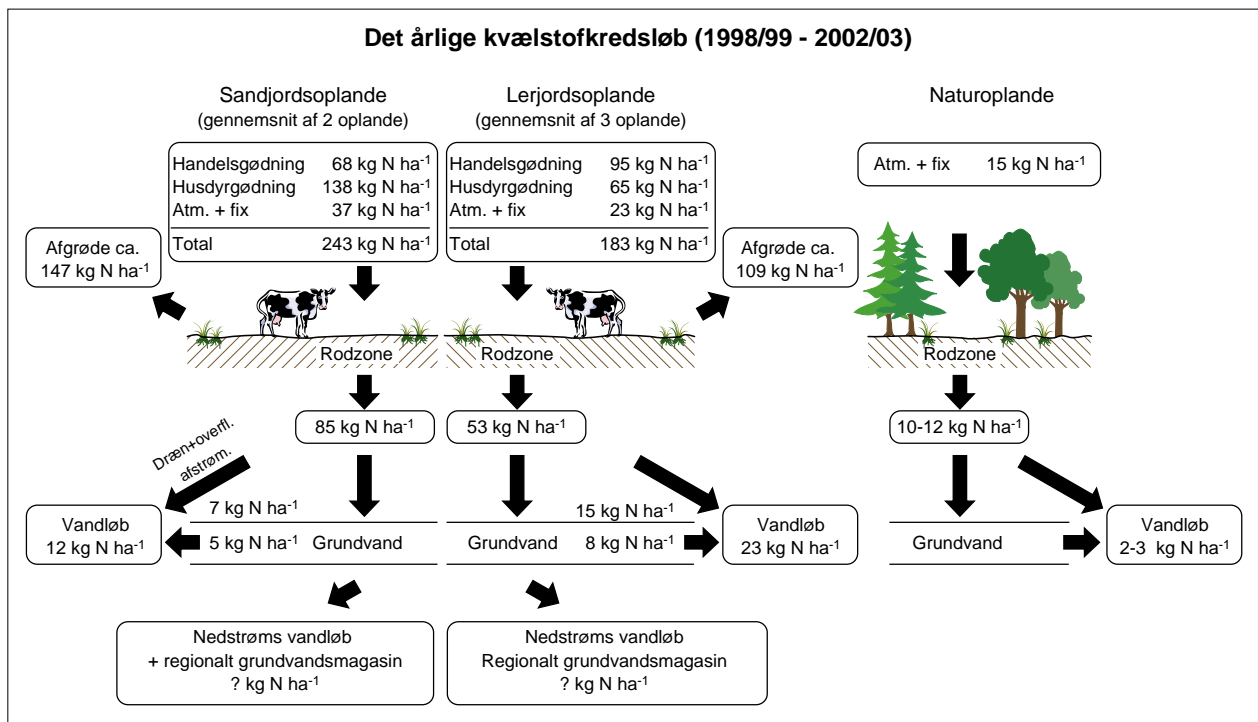 Det årlige kvælstofkredsløb (1998/99 - 2002/03)
Sandjordsoplande
(gennemsnit af 2 oplande)
Lerjordsoplande
(gennemsnit af 3 oplande)
Naturoplande
Handelsgødning 68 kg N ha⁻¹
Husdyrgødning 138 kg N ha⁻¹
Atm. + fix 37 kg N ha⁻¹
Total 243 kg N ha⁻¹
Handelsgødning 95 kg N ha⁻¹
Husdyrgødning 65 kg N ha⁻¹
Atm. + fix 23 kg N ha⁻¹
Total 183 kg N ha⁻¹
Atm. + fix 15 kg N ha⁻¹
Afgrøde ca.
147 kg N ha⁻¹
Afgrøde ca.
109 kg N ha⁻¹
Rodzone
Rodzone
Rodzone
85 kg N ha⁻¹
53 kg N ha⁻¹
10-12 kg N ha⁻¹
Dræn+overfl.
afstrøm.
7 kg N ha⁻¹
15 kg N ha⁻¹
Vandløb
12 kg N ha⁻¹
5 kg N ha⁻¹
Grundvand
Grundvand
8 kg N ha⁻¹
Vandløb
23 kg N ha⁻¹
Grundvand
Vandløb
2-3 kg N ha⁻¹
Nedstrøms vandløb
+ regionalt grundvandsmagasin
? kg N ha⁻¹
Nedstrøms vandløb
Regionalt grundvandsmagasin
? kg N ha⁻¹